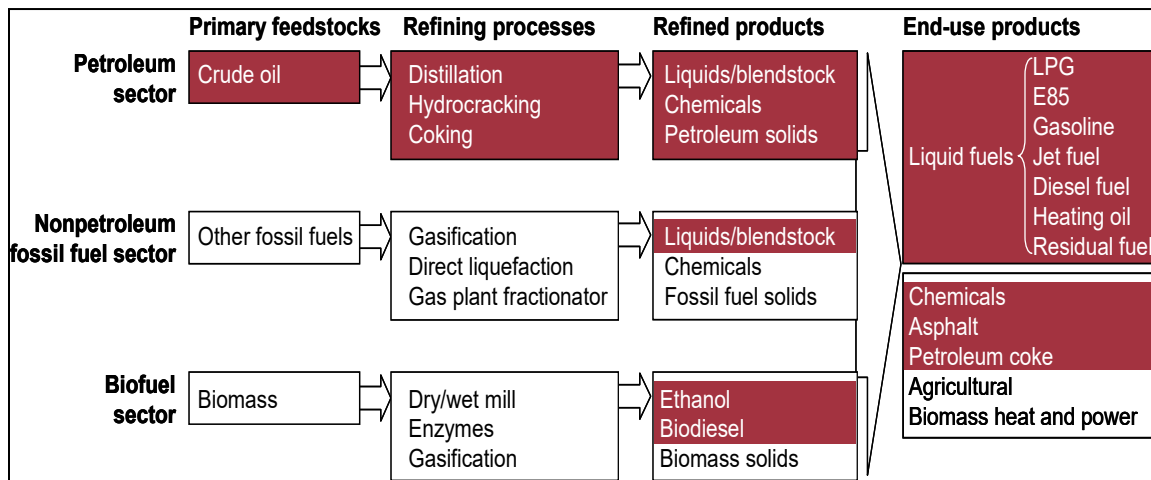 Primary feedstocks Refining processes Refined products End-use products
Petroleum
sector
Crude oil
Distillation
Hydrocracking
Coking
Liquids/blendstock
Chemicals
Petroleum solids
Liquid fuels
LPG
E85
Gasoline
Jet fuel
Diesel fuel
Heating oil
Residual fuel
Nonpetroleum
fossil fuel sector
Other fossil fuels
Gasification
Direct liquefaction
Gas plant fractionator
Liquids/blendstock
Chemicals
Fossil fuel solids
Chemicals
Asphalt
Petroleum coke
Agricultural
Biomass heat and power
Biofuel
sector
Biomass
Dry/wet mill
Enzymes
Gasification
Ethanol
Biodiesel
Biomass solids